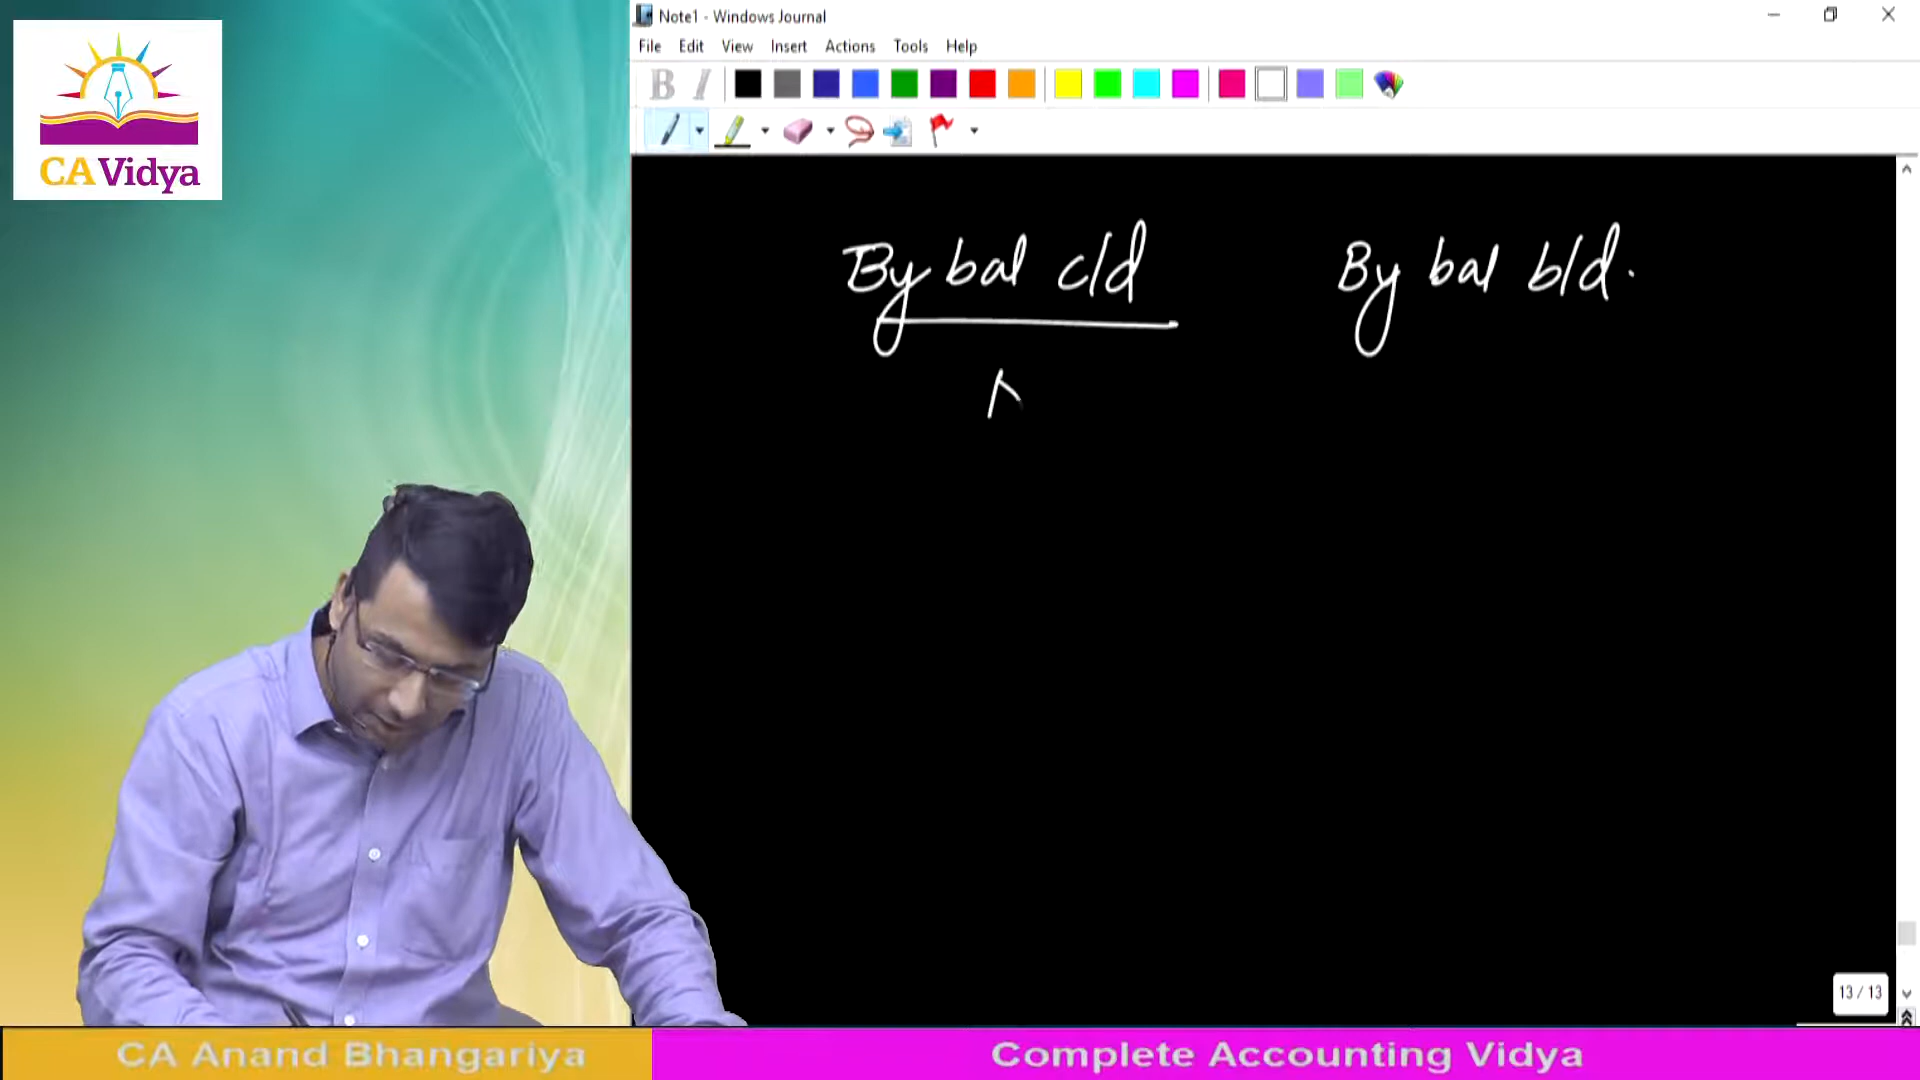 CA Vidya
Note1 - Windows Journal
File Edit View Insert Actions Tools Help
B I
By bal c/d By bal b/d.
13 / 13
CA Anand Bhangariya
Complete Accounting Vidya